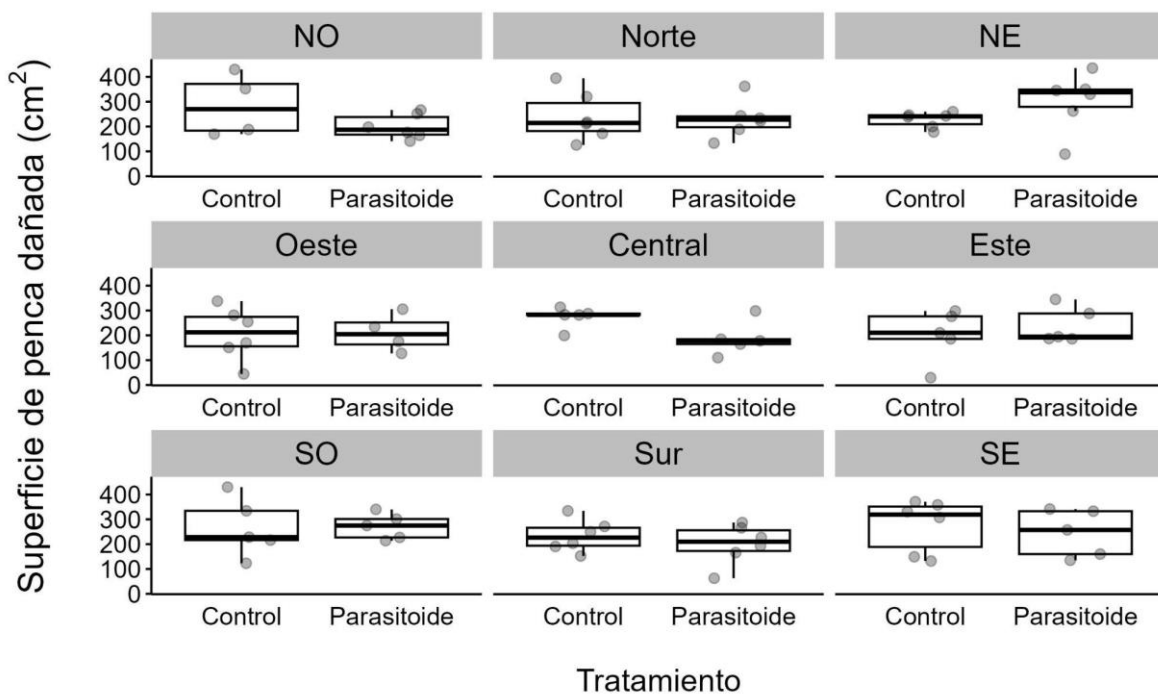 Superficie de penca dañada (cm²)
NO Norte NE
400
300
200
100
0
Control Parasitoide Control Parasitoide Control Parasitoide
Oeste Central Este
400
300
200
100
0
Control Parasitoide Control Parasitoide Control Parasitoide
SO Sur SE
400
300
200
100
0
Control Parasitoide Control Parasitoide Control Parasitoide
Tratamiento